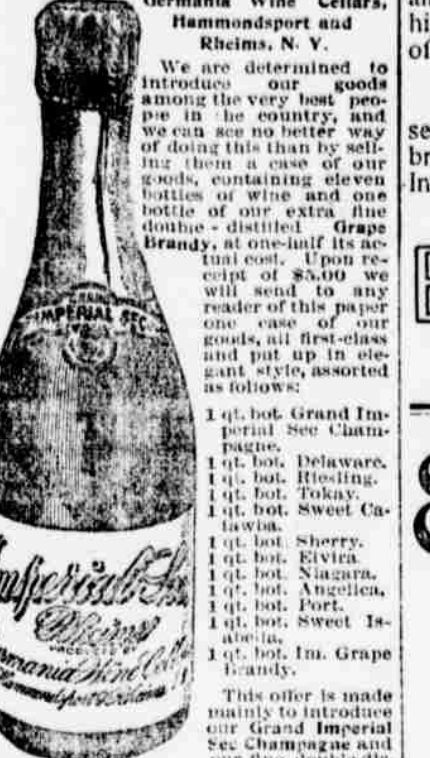 Germania Wine Cellars,
Hammondsport and
Rheims, N. Y.
We are determined to
introduce our goods
among the very best peo-
ple in the country, and
we can see no better way
of doing this than by sell-
ing them a case of our
goods, containing eleven
bottles of wine and one
bottle of our extra fine
double-distilled Grape
Brandy, at one-half its ac-
tual cost. Upon re-
ceipt of $5.00 we
will send to any
reader of this paper
one case of our
goods, all first-class
and put up in ele-
gant style, assorted
as follows:
1 qt. bot. Grand Im-
perial Sec Cham-
pagne.
1 qt. bot. Delaware.
1 qt. bot. Riesling.
1 qt. bot. Tokay.
1 qt. bot. Sweet Ca-
tawba.
1 qt. bot. Sherry.
1 qt. bot. Elvira.
1 qt. bot. Niagara.
1 qt. bot. Angelica.
1 qt. bot. Port.
1 qt. bot. Sweet Is-
abella.
1 qt. bot. Im. Grape
Brandy.
This offer is made
mainly to introduce
our Grand Imperial
Sec Champagne and
IMPERIAL SEC
Imperial Sec
Rheims
PRODUCED BY
Germania Wine Cell
hi
of
se
br
In
8